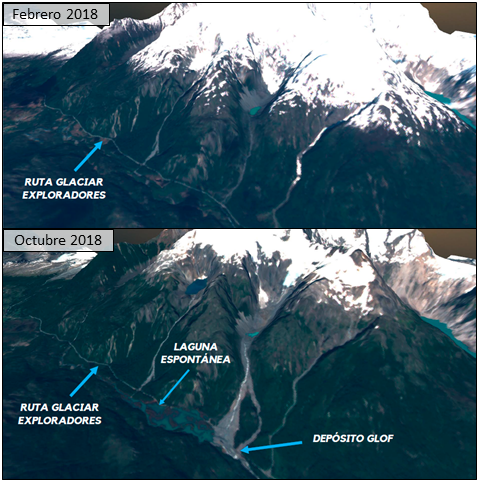 Febrero 2018
RUTA GLACIAR
EXPLORADORES
Octubre 2018
LAGUNA
ESPONTÁNEA
RUTA GLACIAR
EXPLORADORES
DEPÓSITO GLOF